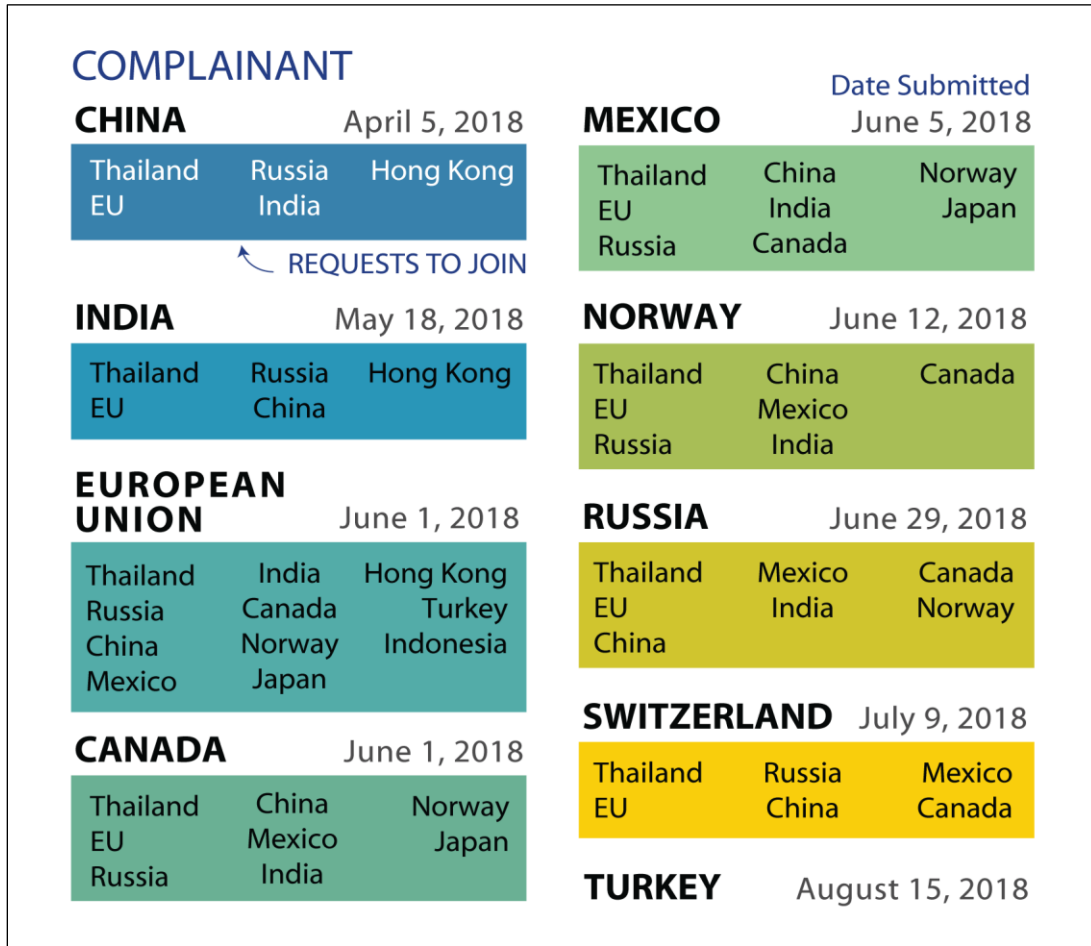 COMPLAINANT
CHINA April 5, 2018
Thailand Russia Hong Kong
EU India
REQUESTS TO JOIN
INDIA May 18, 2018
Thailand Russia Hong Kong
EU China
EUROPEAN
UNION June 1, 2018
Thailand India Hong Kong
Russia Canada Turkey
China Norway Indonesia
Mexico Japan
CANADA June 1, 2018
Thailand China Norway
EU Mexico Japan
Russia India
Date Submitted
MEXICO June 5, 2018
Thailand China Norway
EU India Japan
Russia Canada
NORWAY June 12, 2018
Thailand China Canada
EU Mexico
Russia India
RUSSIA June 29, 2018
Thailand Mexico Canada
EU India Norway
China
SWITZERLAND July 9, 2018
Thailand Russia Mexico
EU China Canada
TURKEY August 15, 2018